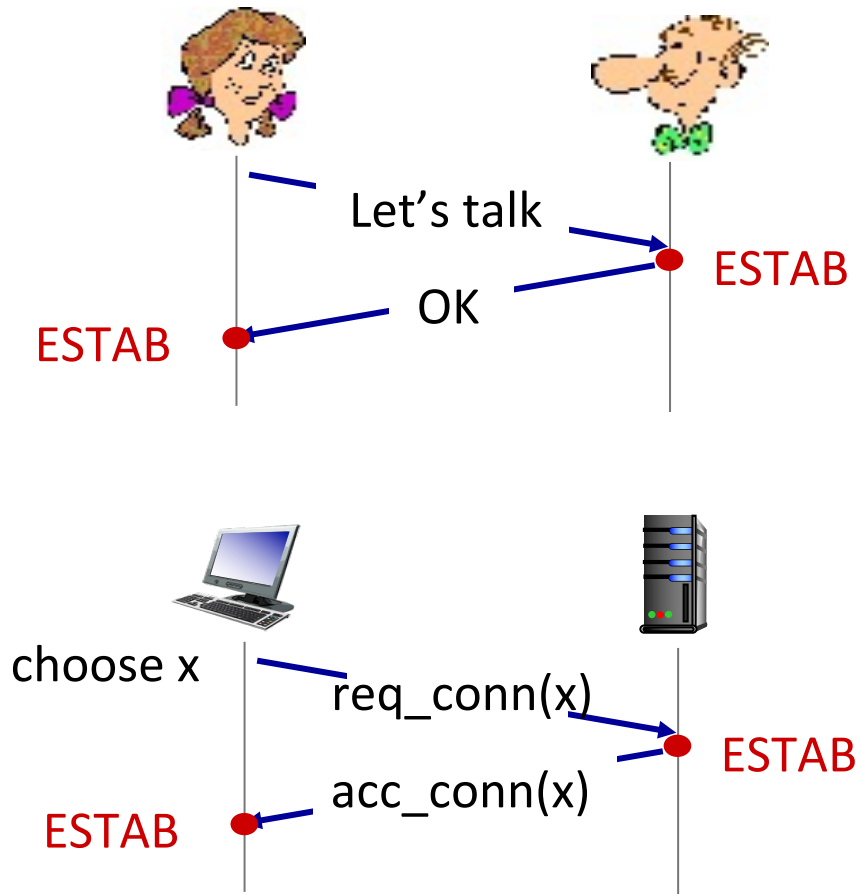 Let’s talk
ESTAB
OK
ESTAB
choose x
req_conn(x)
ESTAB
acc_conn(x)
ESTAB